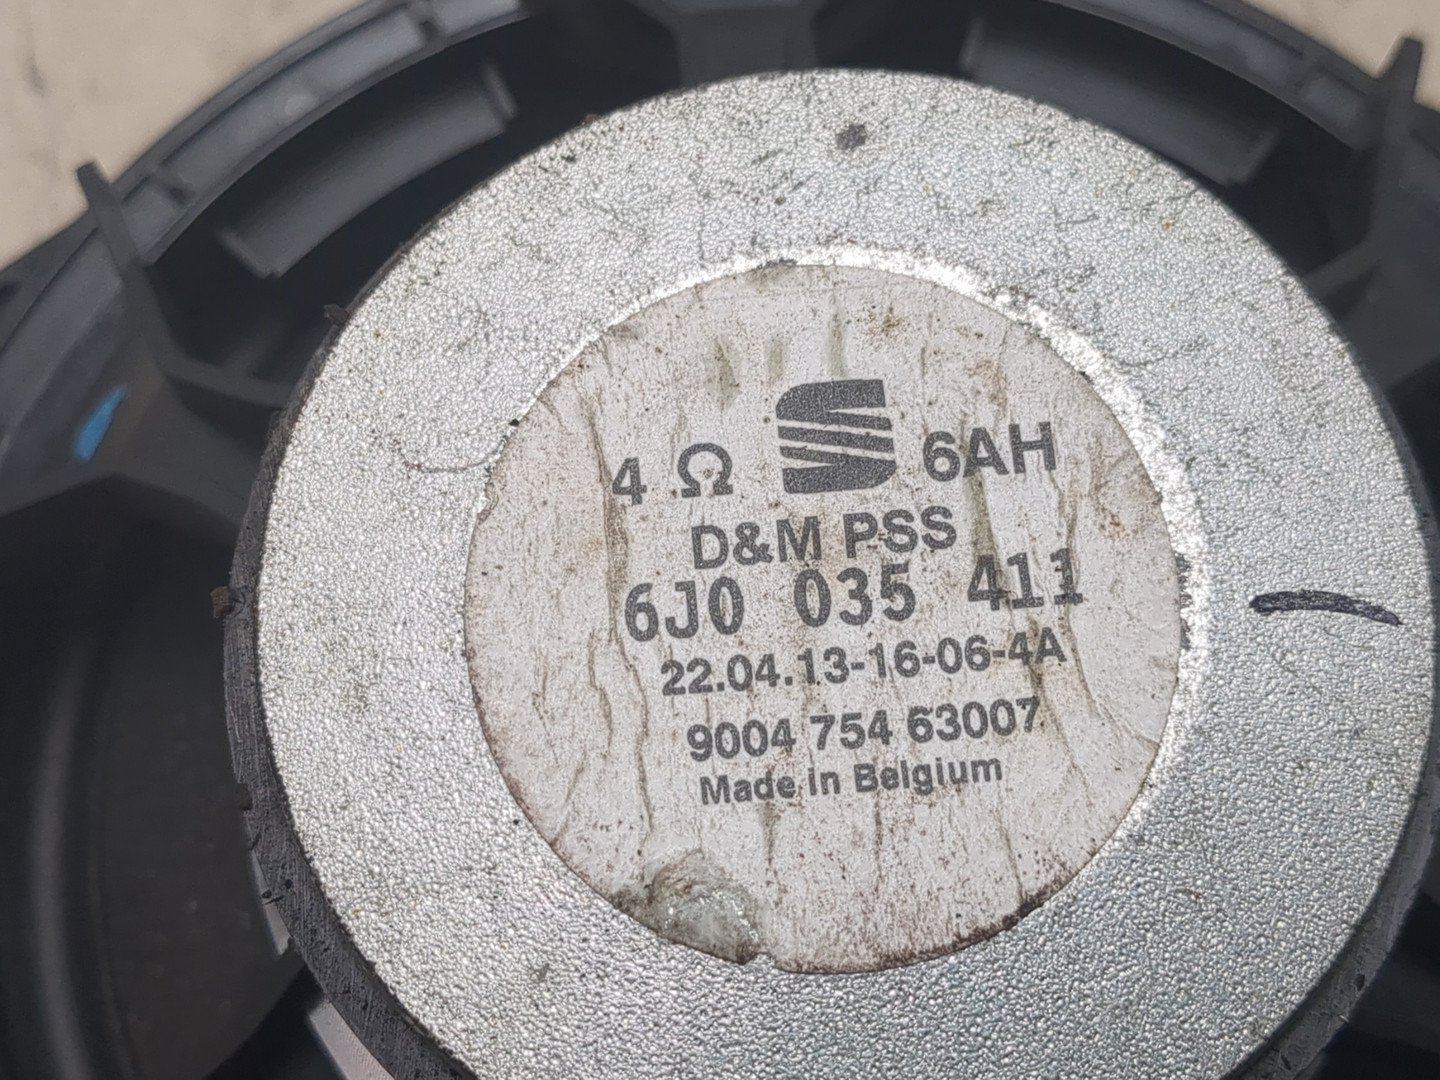 4 Ω 6AH
D&M PSS
6J0 035 411
22.04.13-16-06-4A
9004 754 63007
Made in Belgium